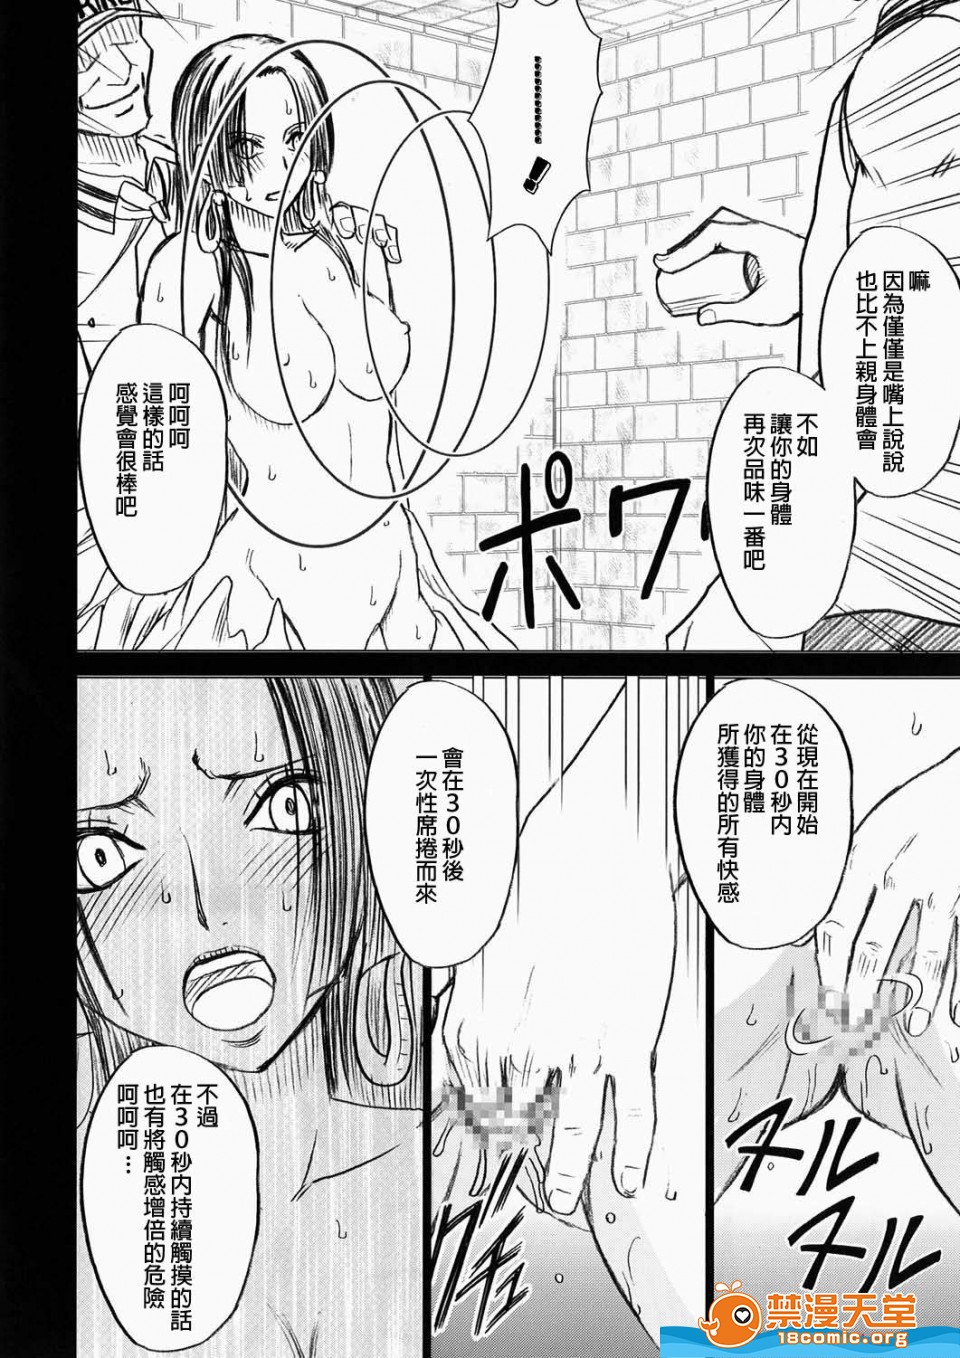 ………………!
嘛
因為僅僅是嘴上說說
也比不上親身體會
不如
讓你的身體
再次品味一番吧
呵呵呵
這樣的話
感覺會很棒吧
ポワ
從現在開始
在30秒內
你的身體
所獲得的所有快感
ヌル
ヌル
會在30秒後
一次性席捲而來
不過
在30秒內持續觸摸的話
也有將觸感增倍的危險
呵呵呵…
禁漫天堂
18comic.org